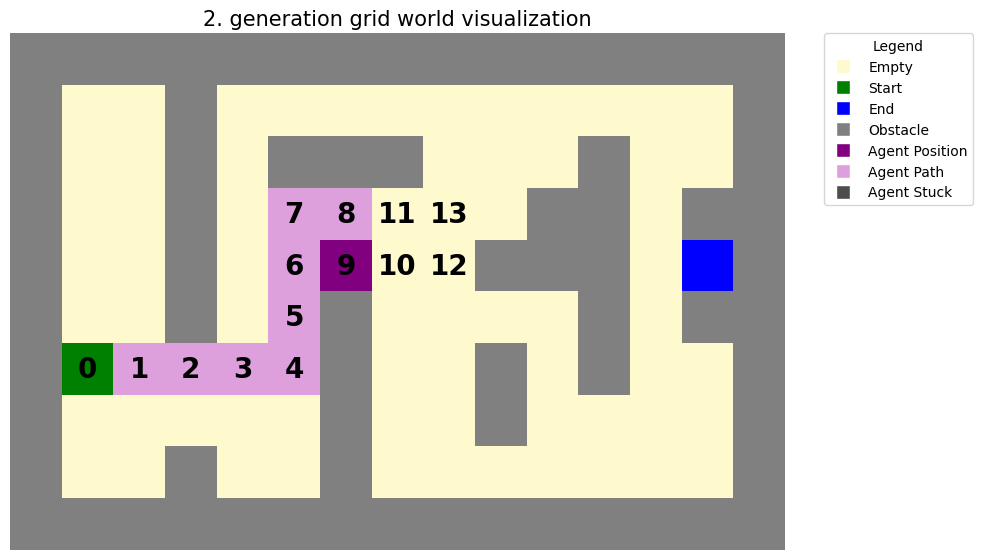 2. generation grid world visualization
Legend
Empty
Start
End
Obstacle
Agent Position
Agent Path
Agent Stuck
7 8 11 13
6 9 10 12
5
0 1 2 3 4